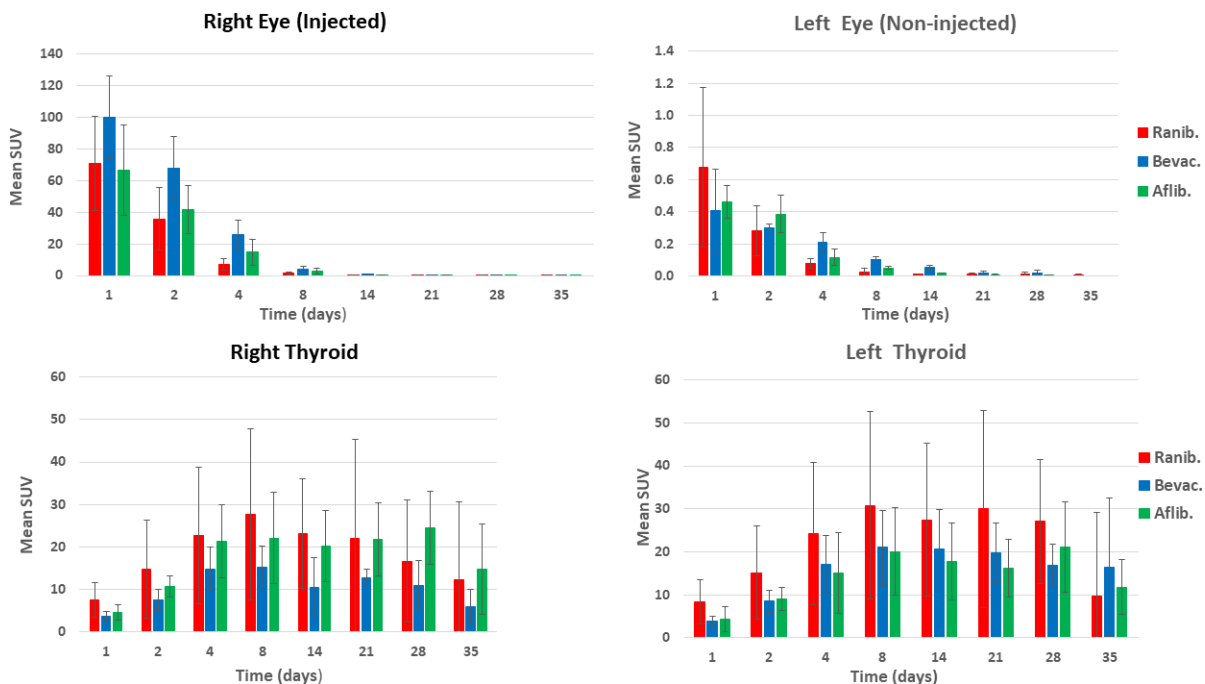 Right Eye (Injected)
140
120
100
80
60
40
20
0
Mean SUV
1 2 4 8 14 21 28 35
Time (days)
Left Eye (Non-injected)
1.4
1.2
1.0
0.8
0.6
0.4
0.2
0.0
Mean SUV
1 2 4 8 14 21 28 35
Time (days)
Ranib.
Bevac.
Aflib.
Right Thyroid
60
50
40
30
20
10
0
Mean SUV
1 2 4 8 14 21 28 35
Time (days)
Left Thyroid
60
50
40
30
20
10
0
Mean SUV
1 2 4 8 14 21 28 35
Time (days)
Ranib.
Bevac.
Aflib.